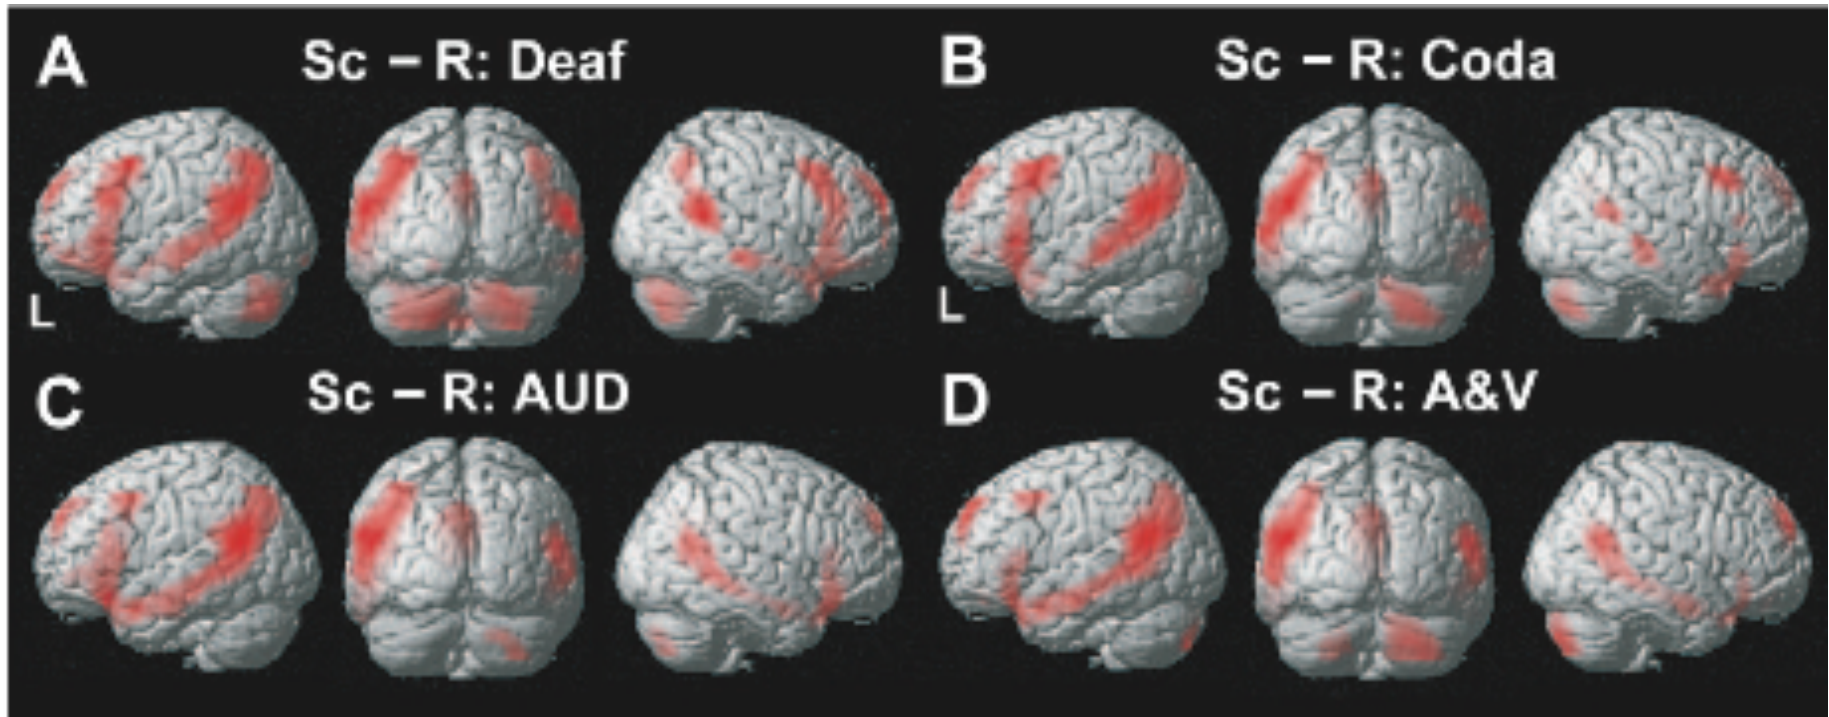 A Sc – R: Deaf
L
B Sc – R: Coda
L
C Sc – R: AUD
D Sc – R: A&V